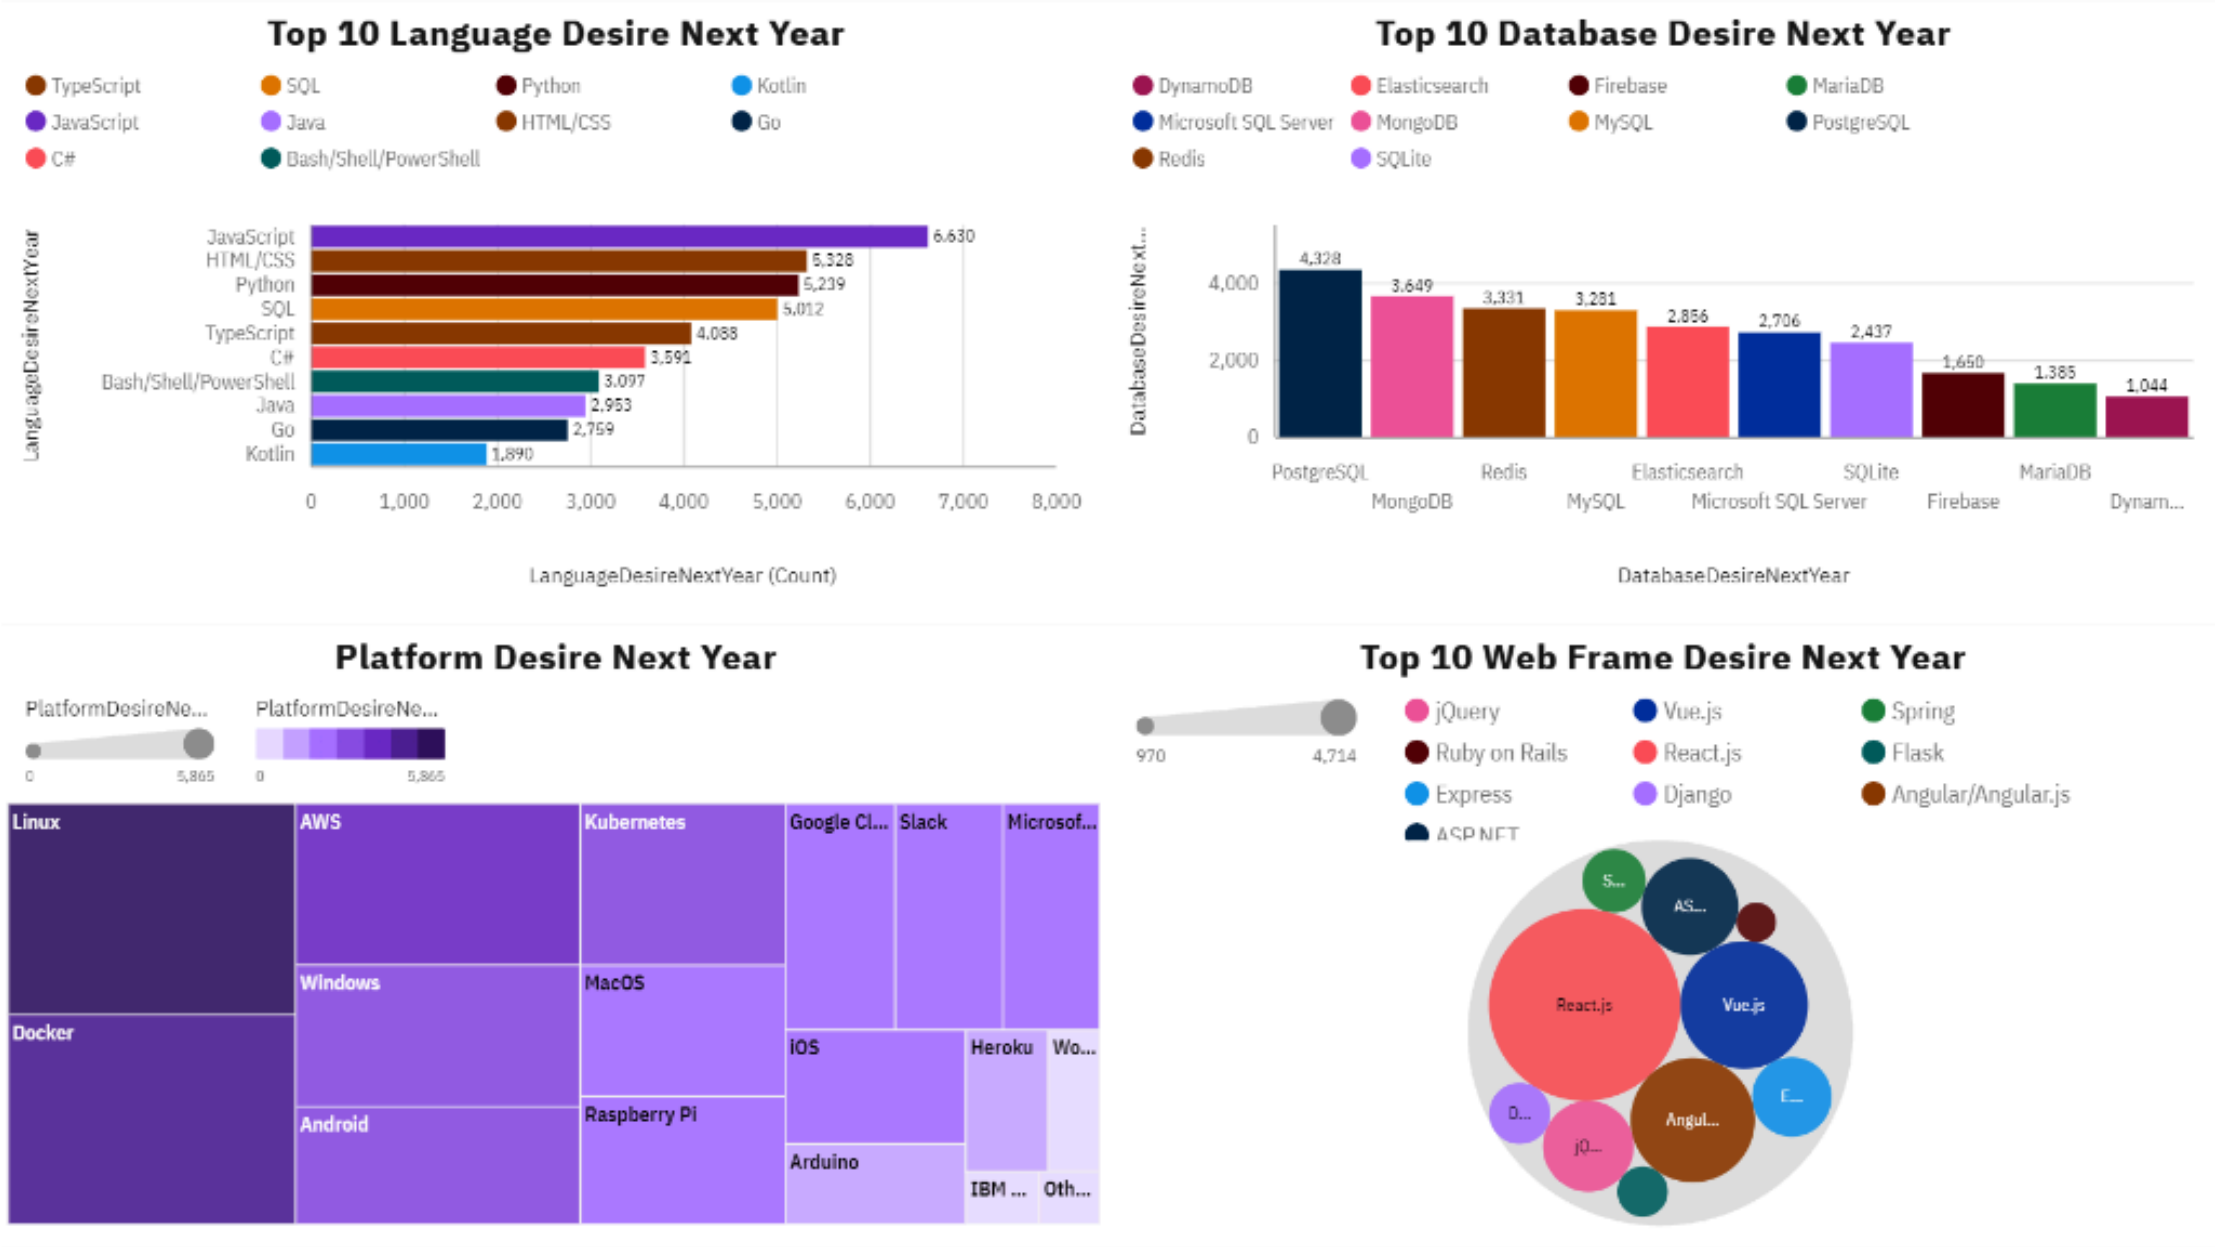 Top 10 Language Desire Next Year
TypeScript SQL Python Kotlin
JavaScript Java HTML/CSS Go
C# Bash/Shell/PowerShell
LanguageDesireNextYear
JavaScript 6,630
HTML/CSS 5,328
Python 5,239
SQL 5,012
TypeScript 4,088
C# 3,591
Bash/Shell/PowerShell 3,097
Java 2,953
Go 2,759
Kotlin 1,890
0 1,000 2,000 3,000 4,000 5,000 6,000 7,000 8,000
LanguageDesireNextYear (Count)
Top 10 Database Desire Next Year
DynamoDB Elasticsearch Firebase MariaDB
Microsoft SQL Server MongoDB MySQL PostgreSQL
Redis SQLite
DatabaseDesireNext...
4,000
2,000
0
4,328 3,649 3,331 3,281 2,856 2,706 2,437 1,650 1,385 1,044
PostgreSQL Redis Elasticsearch SQLite MariaDB
MongoDB MySQL Microsoft SQL Server Firebase Dynam...
DatabaseDesireNextYear
Platform Desire Next Year
PlatformDesireNe... PlatformDesireNe...
0 5,865 0 5,865
Linux AWS Kubernetes Google Cl... Slack Microsof...
Windows MacOS
Docker iOS Heroku Wo...
Android Raspberry Pi
Arduino IBM ... Oth...
Top 10 Web Frame Desire Next Year
970 4,714
jQuery Vue.js Spring
Ruby on Rails React.js Flask
Express Django Angular/Angular.js
ASP.NET
S...
AS...
React.js Vue.js
D... Angul... E...
jQ...